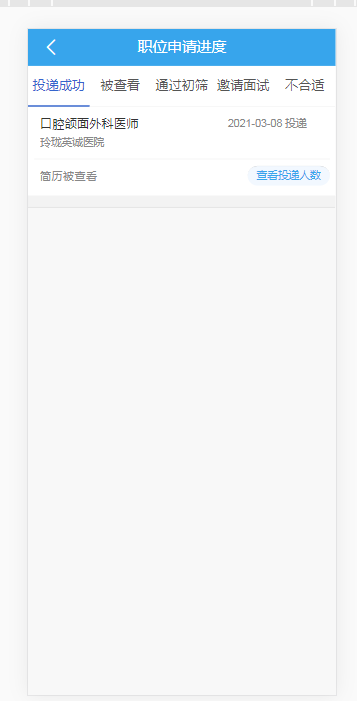 职位申请进度
投递成功 被查看 通过初筛 邀请面试 不合适
口腔颌面外科医师 2021-03-08 投递
玲珑英诚医院
简历被查看 查看投递人数